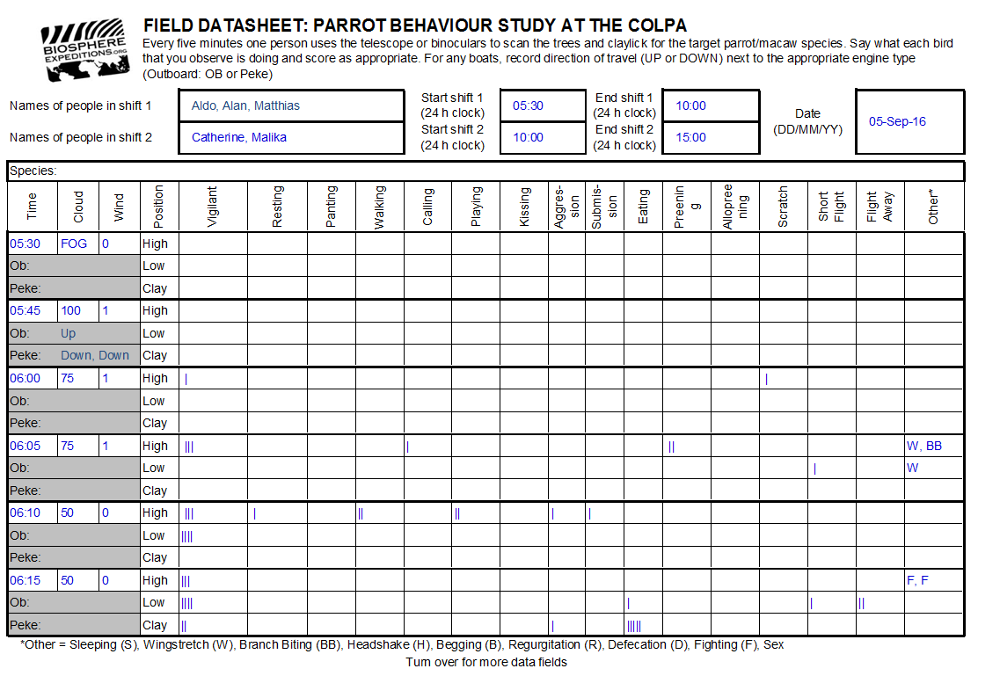 BIOSPHERE
EXPEDITIONS.ORG
FIELD DATASHEET: PARROT BEHAVIOUR STUDY AT THE COLPA
Every five minutes one person uses the telescope or binoculars to scan the trees and claylick for the target parrot/macaw species. Say what each bird
that you observe is doing and score as appropriate. For any boats, record direction of travel (UP or DOWN) next to the appropriate engine type
(Outboard: OB or Peke)
Names of people in shift 1 Aldo, Alan, Matthias Start shift 1 (24 h clock) 05:30 End shift 1 (24 h clock) 10:00 Date (DD/MM/YY) 05-Sep-16
Names of people in shift 2 Catherine, Malika Start shift 2 (24 h clock) 10:00 End shift 2 (24 h clock) 15:00
Species:
Time Cloud Wind Position Vigilant Resting Panting Walking Calling Playing Kissing Aggres-sion Submis-sion Eating Preenin g Allopree ning Scratch Short Flight Flight Away Other*
05:30 FOG 0 High
Ob: Low
Peke: Clay
05:45 100 1 High
Ob: Up Low
Peke: Down, Down Clay
06:00 75 1 High | |
Ob: Low
Peke: Clay
06:05 75 1 High ||| | || W, BB
Ob: Low | W
Peke: Clay
06:10 50 0 High ||| | || || | |
Ob: Low ||||
Peke: Clay
06:15 50 0 High ||| F, F
Ob: Low |||| | | ||
Peke: Clay || | |||||
*Other = Sleeping (S), Wingstretch (W), Branch Biting (BB), Headshake (H), Begging (B), Regurgitation (R), Defecation (D), Fighting (F), Sex
Turn over for more data fields